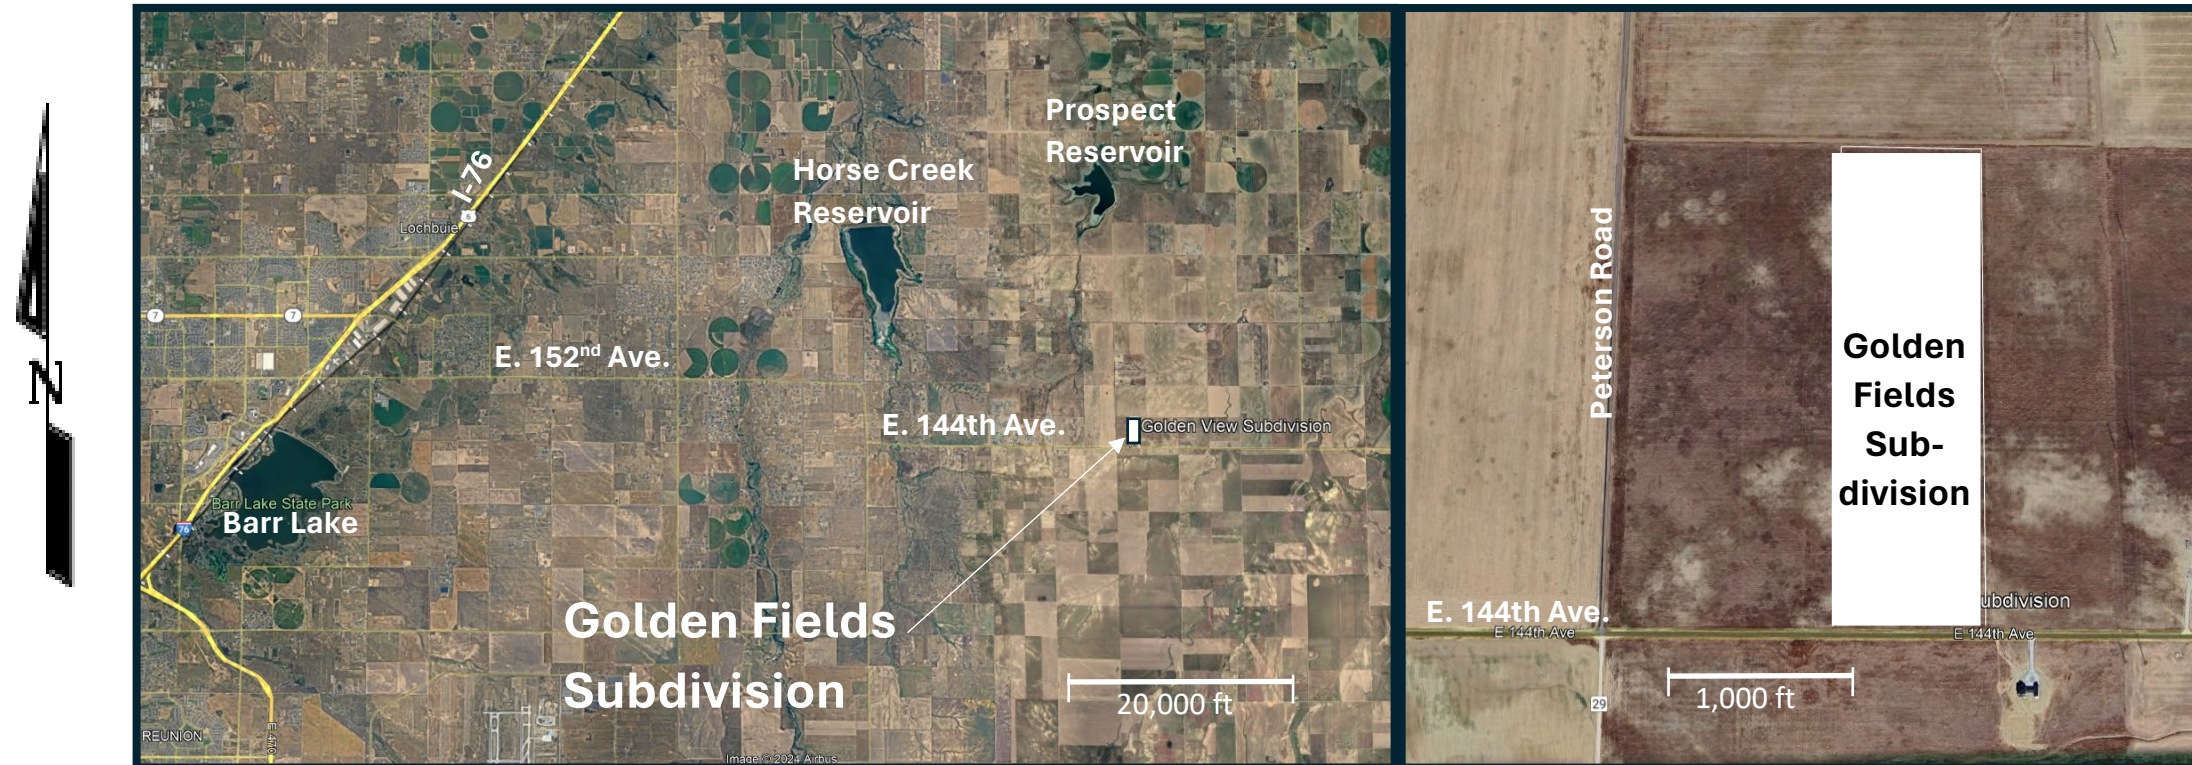 N
I-76
6
Lochbuie
7
7
Prospect
Reservoir
Horse Creek
Reservoir
E. 152nd Ave.
E. 144th Ave.
Golden View Subdivision
Barr Lake State Park
Barr Lake
76
Golden Fields
Subdivision
20,000 ft
REUNION
E-470
Image © 2024 Airbus
Peterson Road
Golden
Fields
Sub-
division
E. 144th Ave.
E 144th Ave
ubdivision
E 144th Ave
1,000 ft
29